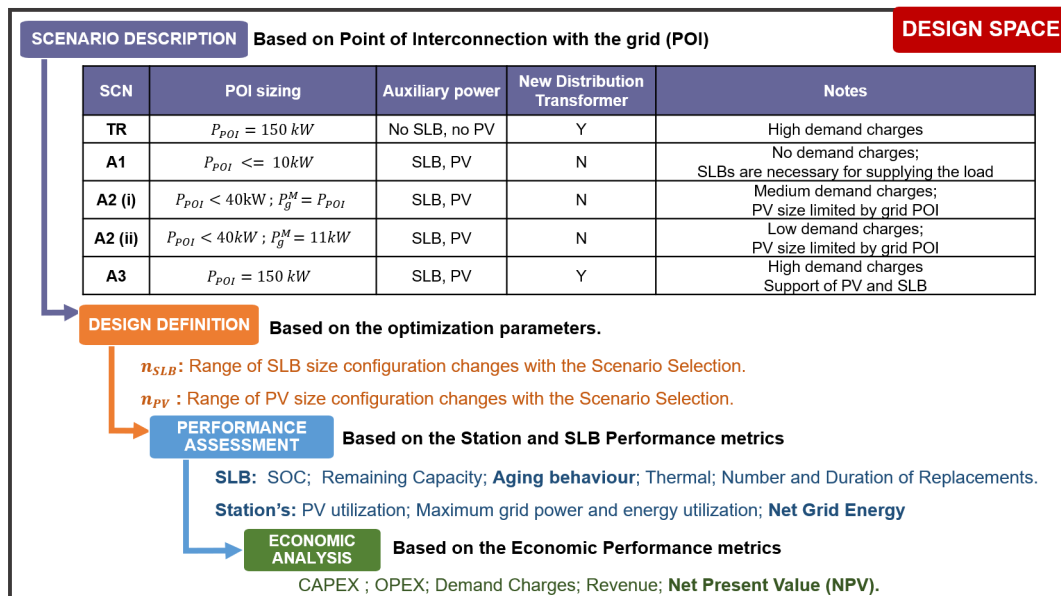 DESIGN SPACE
SCENARIO DESCRIPTION Based on Point of Interconnection with the grid (POI)
SCN POI sizing Auxiliary power New Distribution Transformer Notes
TR P_POI = 150 kW No SLB, no PV Y High demand charges
A1 P_POI <= 10kW SLB, PV N No demand charges;
SLBs are necessary for supplying the load
A2 (i) P_POI < 40kW ; P_g^M = P_POI SLB, PV N Medium demand charges;
PV size limited by grid POI
A2 (ii) P_POI < 40kW ; P_g^M = 11kW SLB, PV N Low demand charges;
PV size limited by grid POI
A3 P_POI = 150 kW SLB, PV Y High demand charges
Support of PV and SLB
DESIGN DEFINITION Based on the optimization parameters.
n_SLB: Range of SLB size configuration changes with the Scenario Selection.
n_PV : Range of PV size configuration changes with the Scenario Selection.
PERFORMANCE
ASSESSMENT Based on the Station and SLB Performance metrics
SLB: SOC; Remaining Capacity; Aging behaviour; Thermal; Number and Duration of Replacements.
Station's: PV utilization; Maximum grid power and energy utilization; Net Grid Energy
ECONOMIC
ANALYSIS Based on the Economic Performance metrics
CAPEX ; OPEX; Demand Charges; Revenue; Net Present Value (NPV).